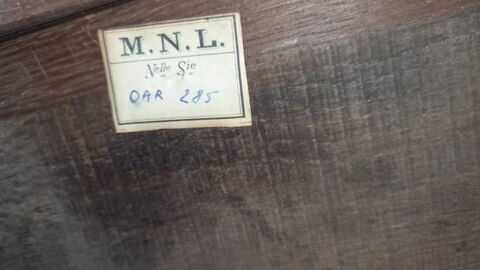 M. N. L.
Nelle Sie
OAR 285